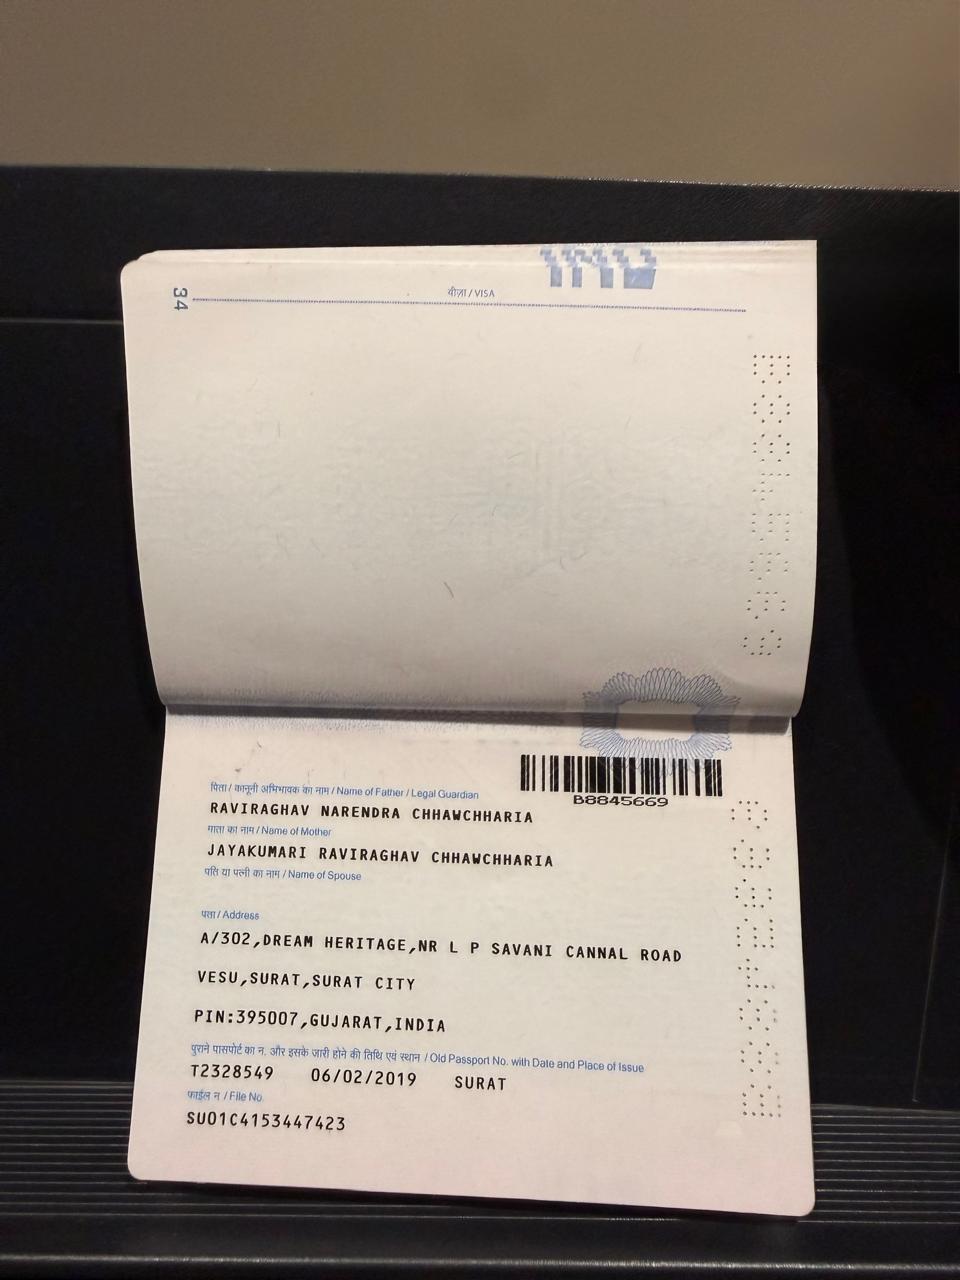 34
वीज़ा / VISA
B8845669
पिता / कानूनी अभिभावक का नाम / Name of Father / Legal Guardian
RAVIRAGHAV NARENDRA CHHAWCHHARIA
माता का नाम / Name of Mother
JAYAKUMARI RAVIRAGHAV CHHAWCHHARIA
पति या पत्नी का नाम / Name of Spouse
पता / Address
A/302,DREAM HERITAGE,NR L P SAVANI CANNAL ROAD
VESU,SURAT,SURAT CITY
PIN:395007,GUJARAT,INDIA
पुराने पासपोर्ट का न. और इसके जारी होने की तिथि एवं स्थान / Old Passport No. with Date and Place of Issue
T2328549 06/02/2019 SURAT
फाईल न / File No.
SU01C4153447423